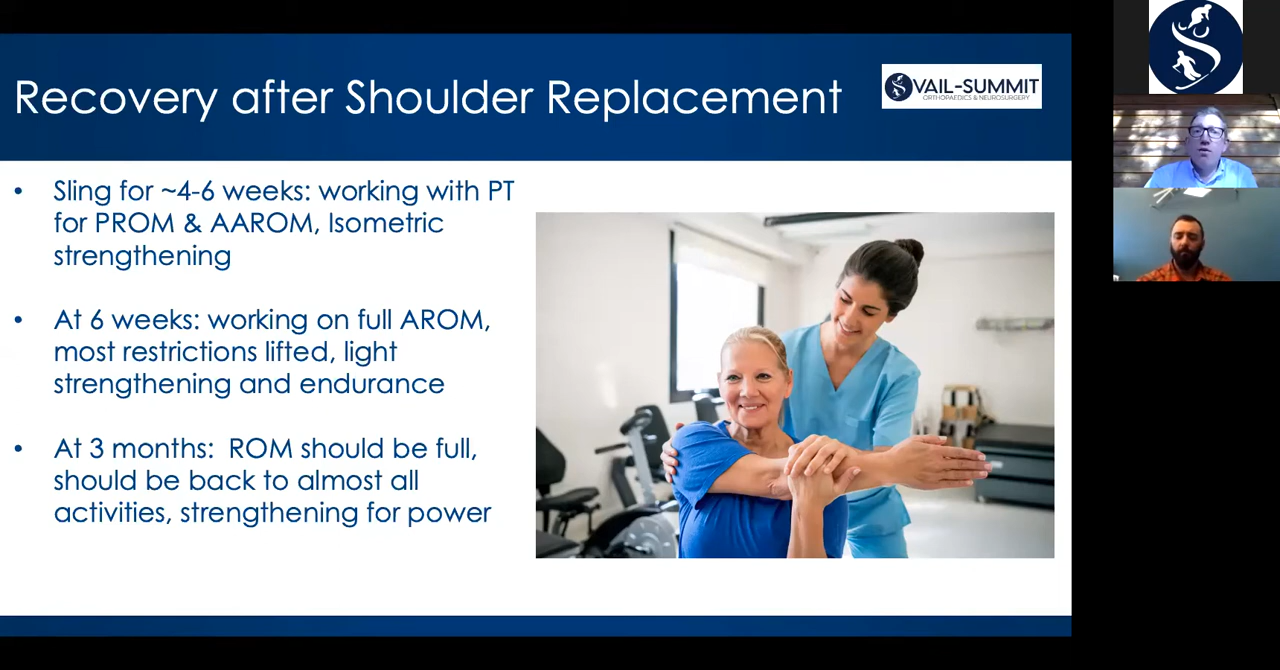 Recovery after Shoulder Replacement
VAIL-SUMMIT
ORTHOPAEDICS & NEUROSURGERY
• Sling for ~4-6 weeks: working with PT
for PROM & AAROM, Isometric
strengthening
• At 6 weeks: working on full AROM,
most restrictions lifted, light
strengthening and endurance
• At 3 months:  ROM should be full,
should be back to almost all
activities, strengthening for power